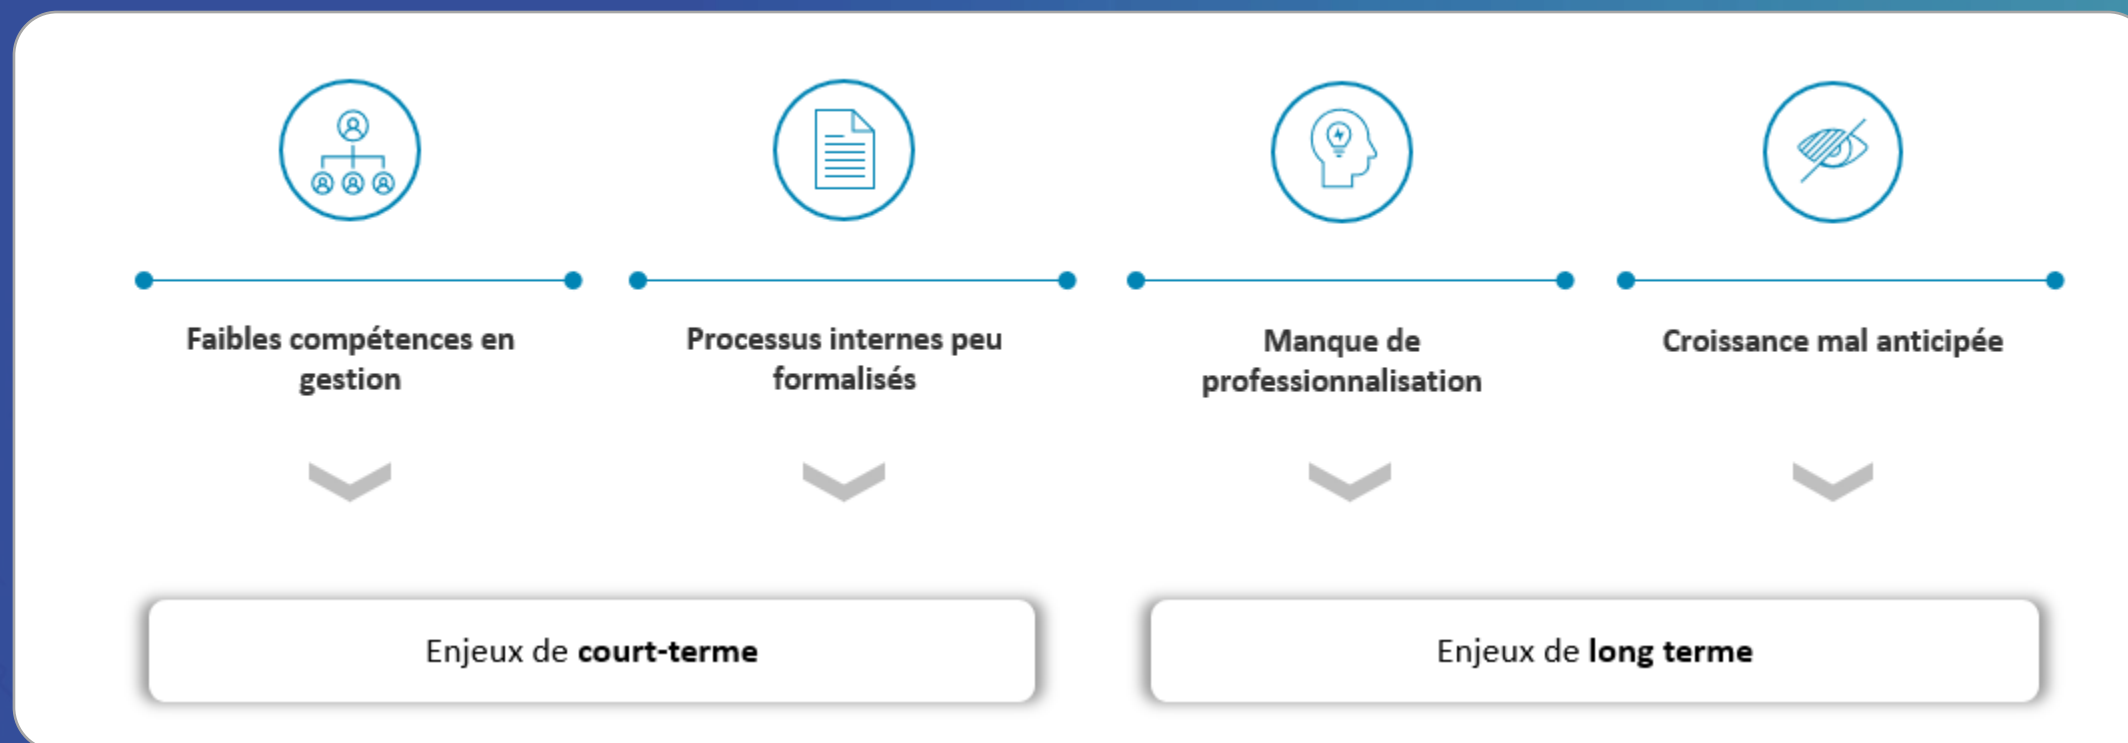 Faibles compétences en
gestion
Processus internes peu
formalisés
Manque de
professionnalisation
Croissance mal anticipée
Enjeux de court-terme
Enjeux de long terme